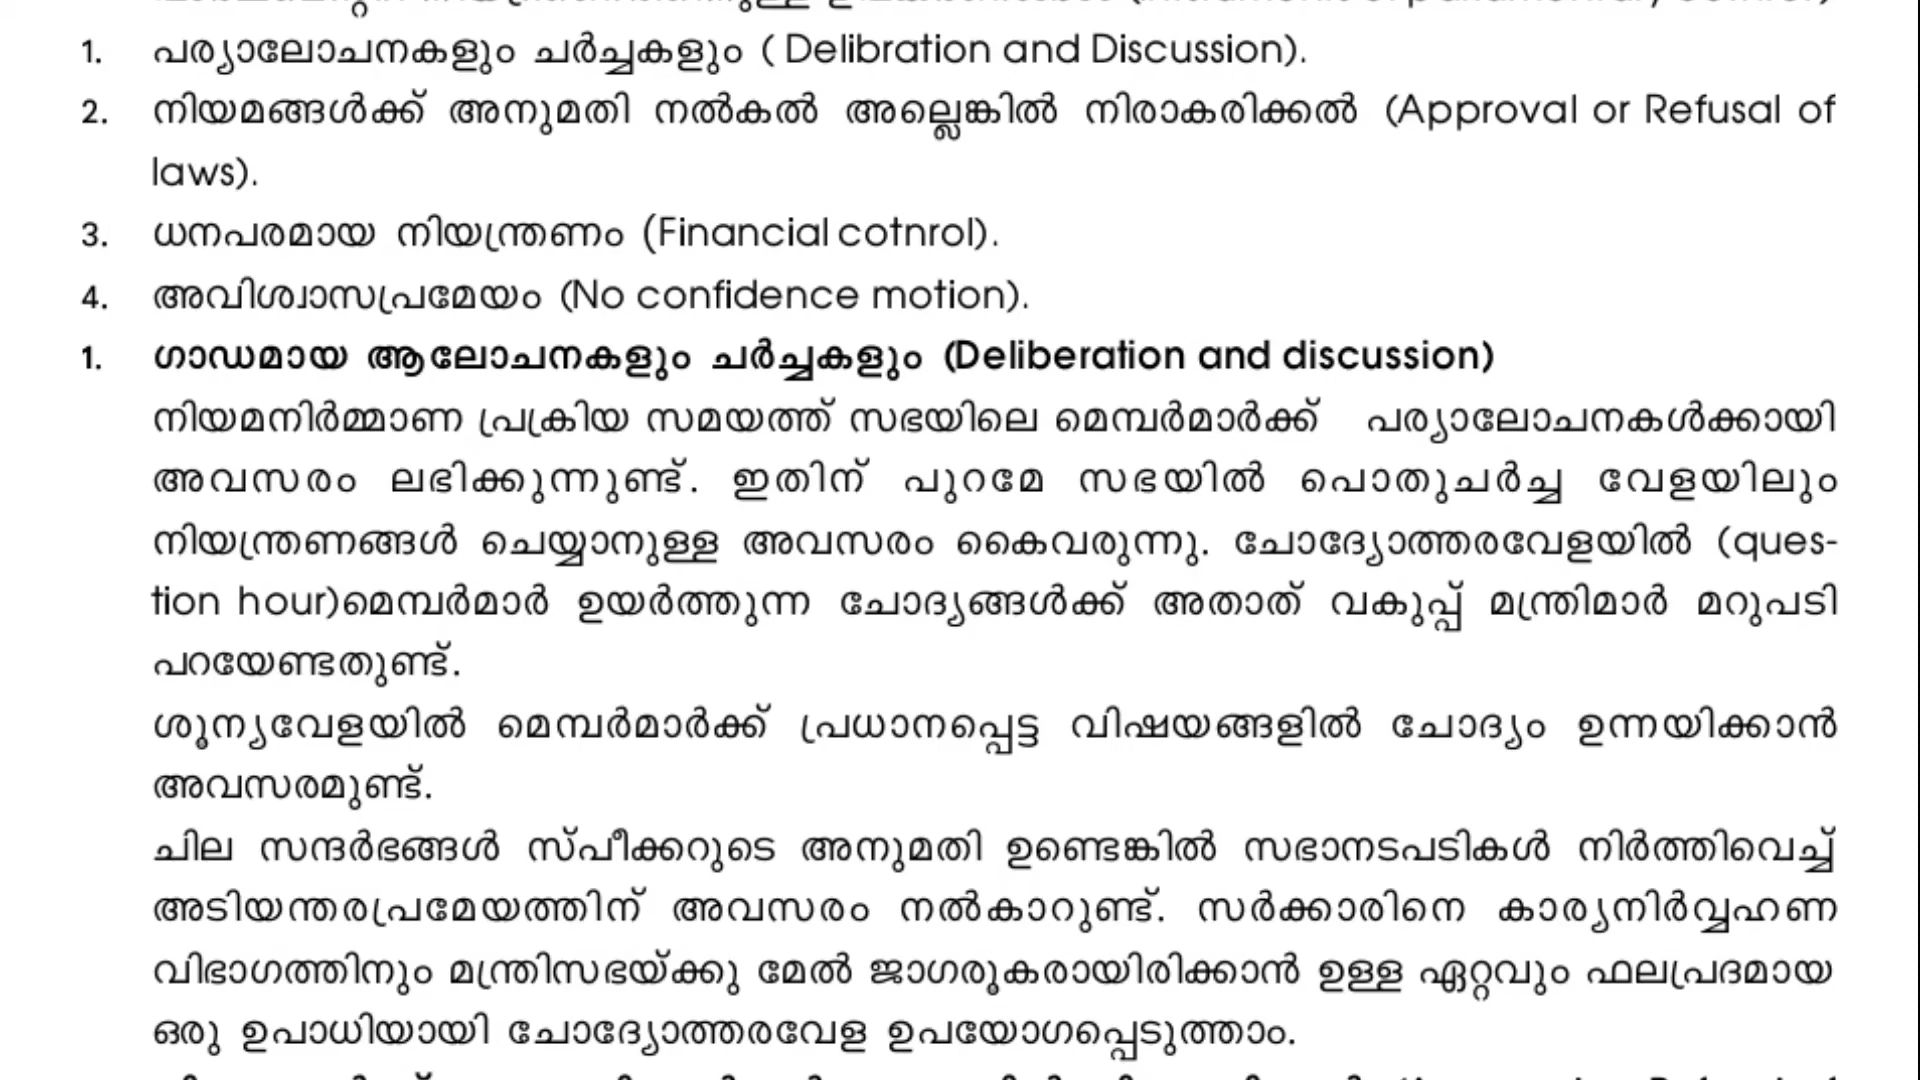 1. പര്യാലോചനകളും ചർച്ചകളും ( Delibration and Discussion).
2. നിയമങ്ങൾക്ക് അനുമതി നൽകൽ അല്ലെങ്കിൽ നിരാകരിക്കൽ (Approval or Refusal of
laws).
3. ധനപരമായ നിയന്ത്രണം (Financial cotnrol).
4. അവിശ്വാസപ്രമേയം (No confidence motion).
1. ഗാഡമായ ആലോചനകളും ചർച്ചകളും (Deliberation and discussion)
നിയമനിർമ്മാണ പ്രക്രിയ സമയത്ത് സഭയിലെ മെമ്പർമാർക്ക് പര്യാലോചനകൾക്കായി
അവസരം ലഭിക്കുന്നുണ്ട്. ഇതിന് പുറമേ സഭയിൽ പൊതുചർച്ച വേളയിലും
നിയന്ത്രണങ്ങൾ ചെയ്യാനുള്ള അവസരം കൈവരുന്നു. ചോദ്യോത്തരവേളയിൽ (ques-
tion hour)മെമ്പർമാർ ഉയർത്തുന്ന ചോദ്യങ്ങൾക്ക് അതാത് വകുപ്പ് മന്ത്രിമാർ മറുപടി
പറയേണ്ടതുണ്ട്.
ശൂന്യവേളയിൽ മെമ്പർമാർക്ക് പ്രധാനപ്പെട്ട വിഷയങ്ങളിൽ ചോദ്യം ഉന്നയിക്കാൻ
അവസരമുണ്ട്.
ചില സന്ദർഭങ്ങൾ സ്പീക്കറുടെ അനുമതി ഉണ്ടെങ്കിൽ സഭാനടപടികൾ നിർത്തിവെച്ച്
അടിയന്തരപ്രമേയത്തിന് അവസരം നൽകാറുണ്ട്. സർക്കാരിനെ കാര്യനിർവ്വഹണ
വിഭാഗത്തിനും മന്ത്രിസഭയ്ക്കു മേൽ ജാഗരൂകരായിരിക്കാൻ ഉള്ള ഏറ്റവും ഫലപ്രദമായ
ഒരു ഉപാധിയായി ചോദ്യോത്തരവേള ഉപയോഗപ്പെടുത്താം.